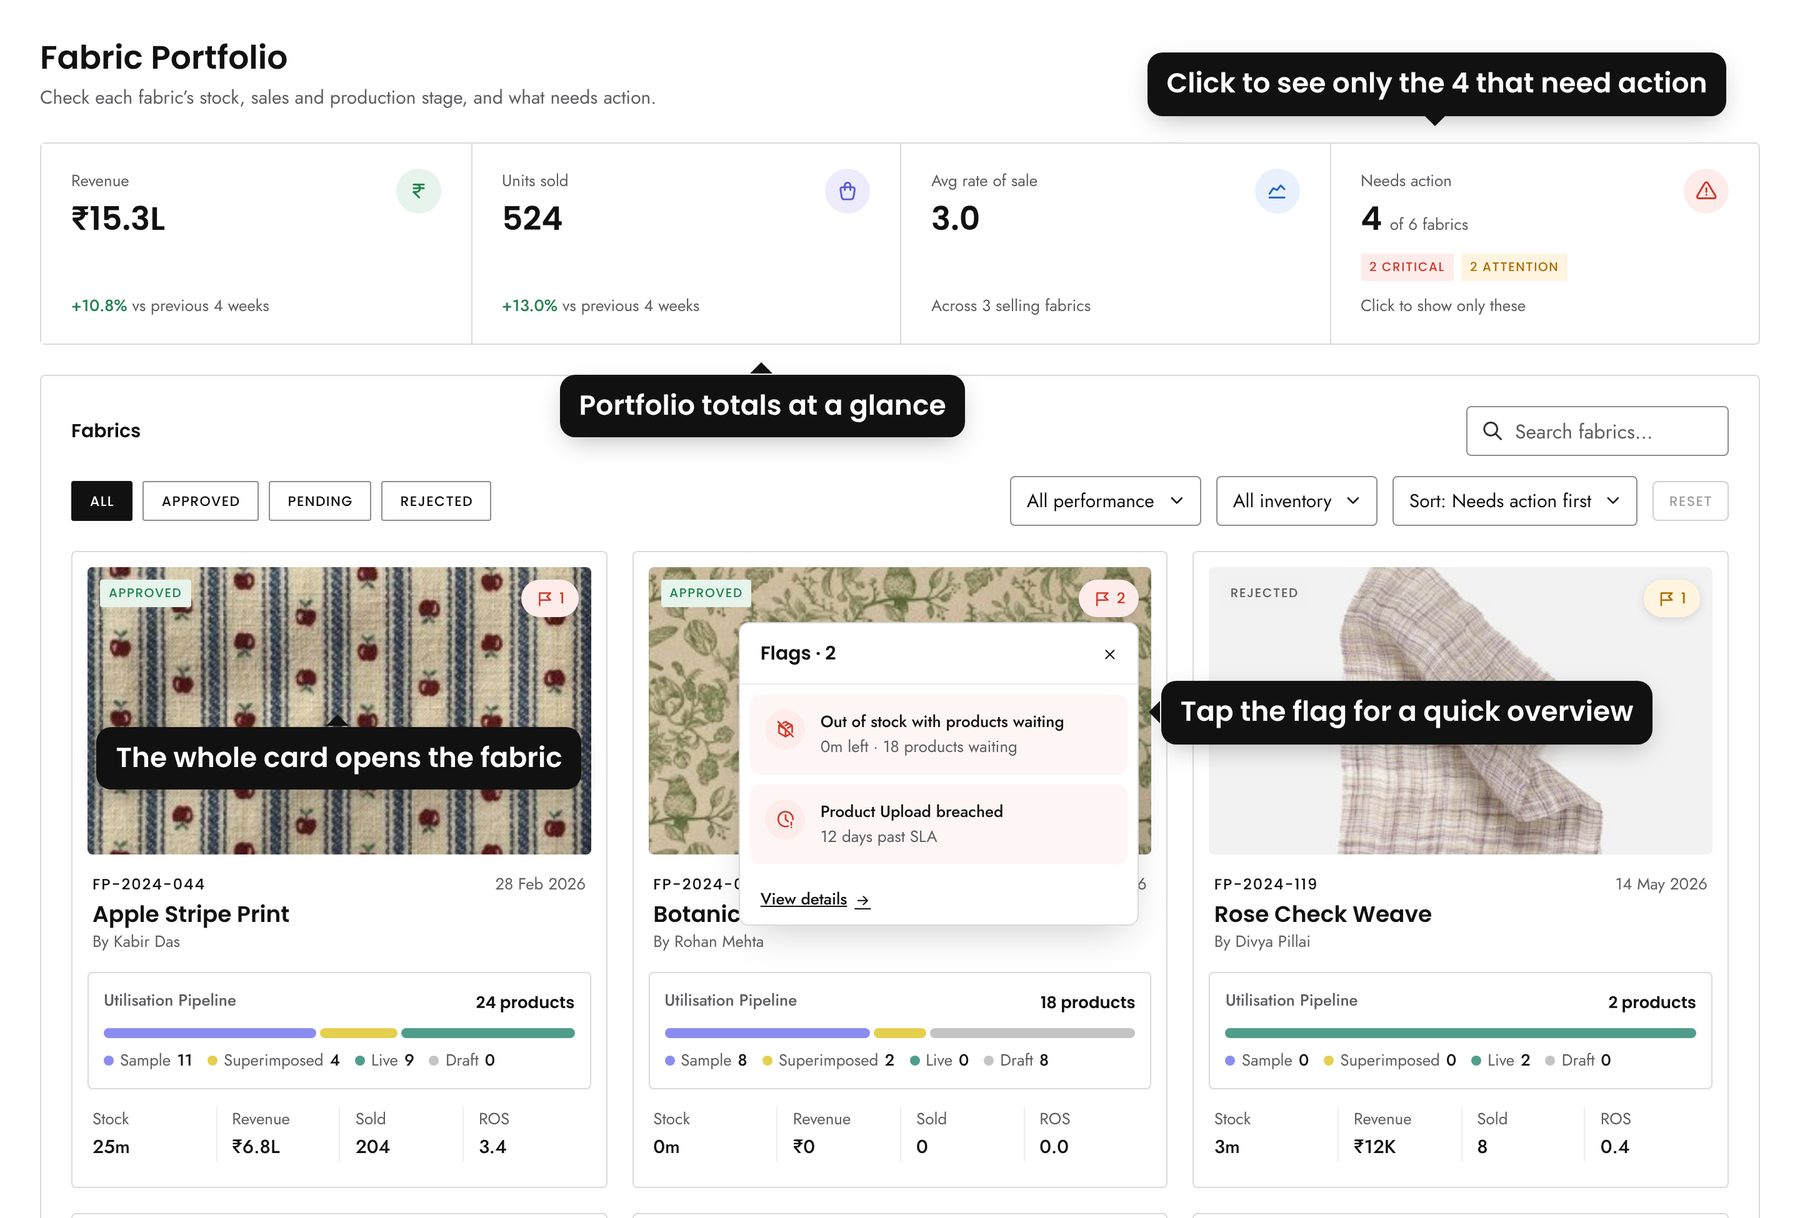 Fabric Portfolio
Check each fabric's stock, sales and production stage, and what needs action.
Click to see only the 4 that need action
Revenue
₹15.3L
+10.8% vs previous 4 weeks
Units sold
524
+13.0% vs previous 4 weeks
Avg rate of sale
3.0
Across 3 selling fabrics
Needs action
4 of 6 fabrics
2 CRITICAL 2 ATTENTION
Click to show only these
Portfolio totals at a glance
Fabrics
Search fabrics...
ALL APPROVED PENDING REJECTED
All performance All inventory Sort: Needs action first RESET
APPROVED 1
The whole card opens the fabric
FP-2024-044 28 Feb 2026
Apple Stripe Print
By Kabir Das
Utilisation Pipeline 24 products
Sample 11 Superimposed 4 Live 9 Draft 0
Stock Revenue Sold ROS
25m ₹6.8L 204 3.4
APPROVED 2
Flags · 2
Out of stock with products waiting
0m left · 18 products waiting
Product Upload breached
12 days past SLA
View details →
Tap the flag for a quick overview
FP-2024-0 6
Botanic
By Rohan Mehta
Utilisation Pipeline 18 products
Sample 8 Superimposed 2 Live 0 Draft 8
Stock Revenue Sold ROS
0m ₹0 0 0.0
REJECTED 1
FP-2024-119 14 May 2026
Rose Check Weave
By Divya Pillai
Utilisation Pipeline 2 products
Sample 0 Superimposed 0 Live 2 Draft 0
Stock Revenue Sold ROS
3m ₹12K 8 0.4